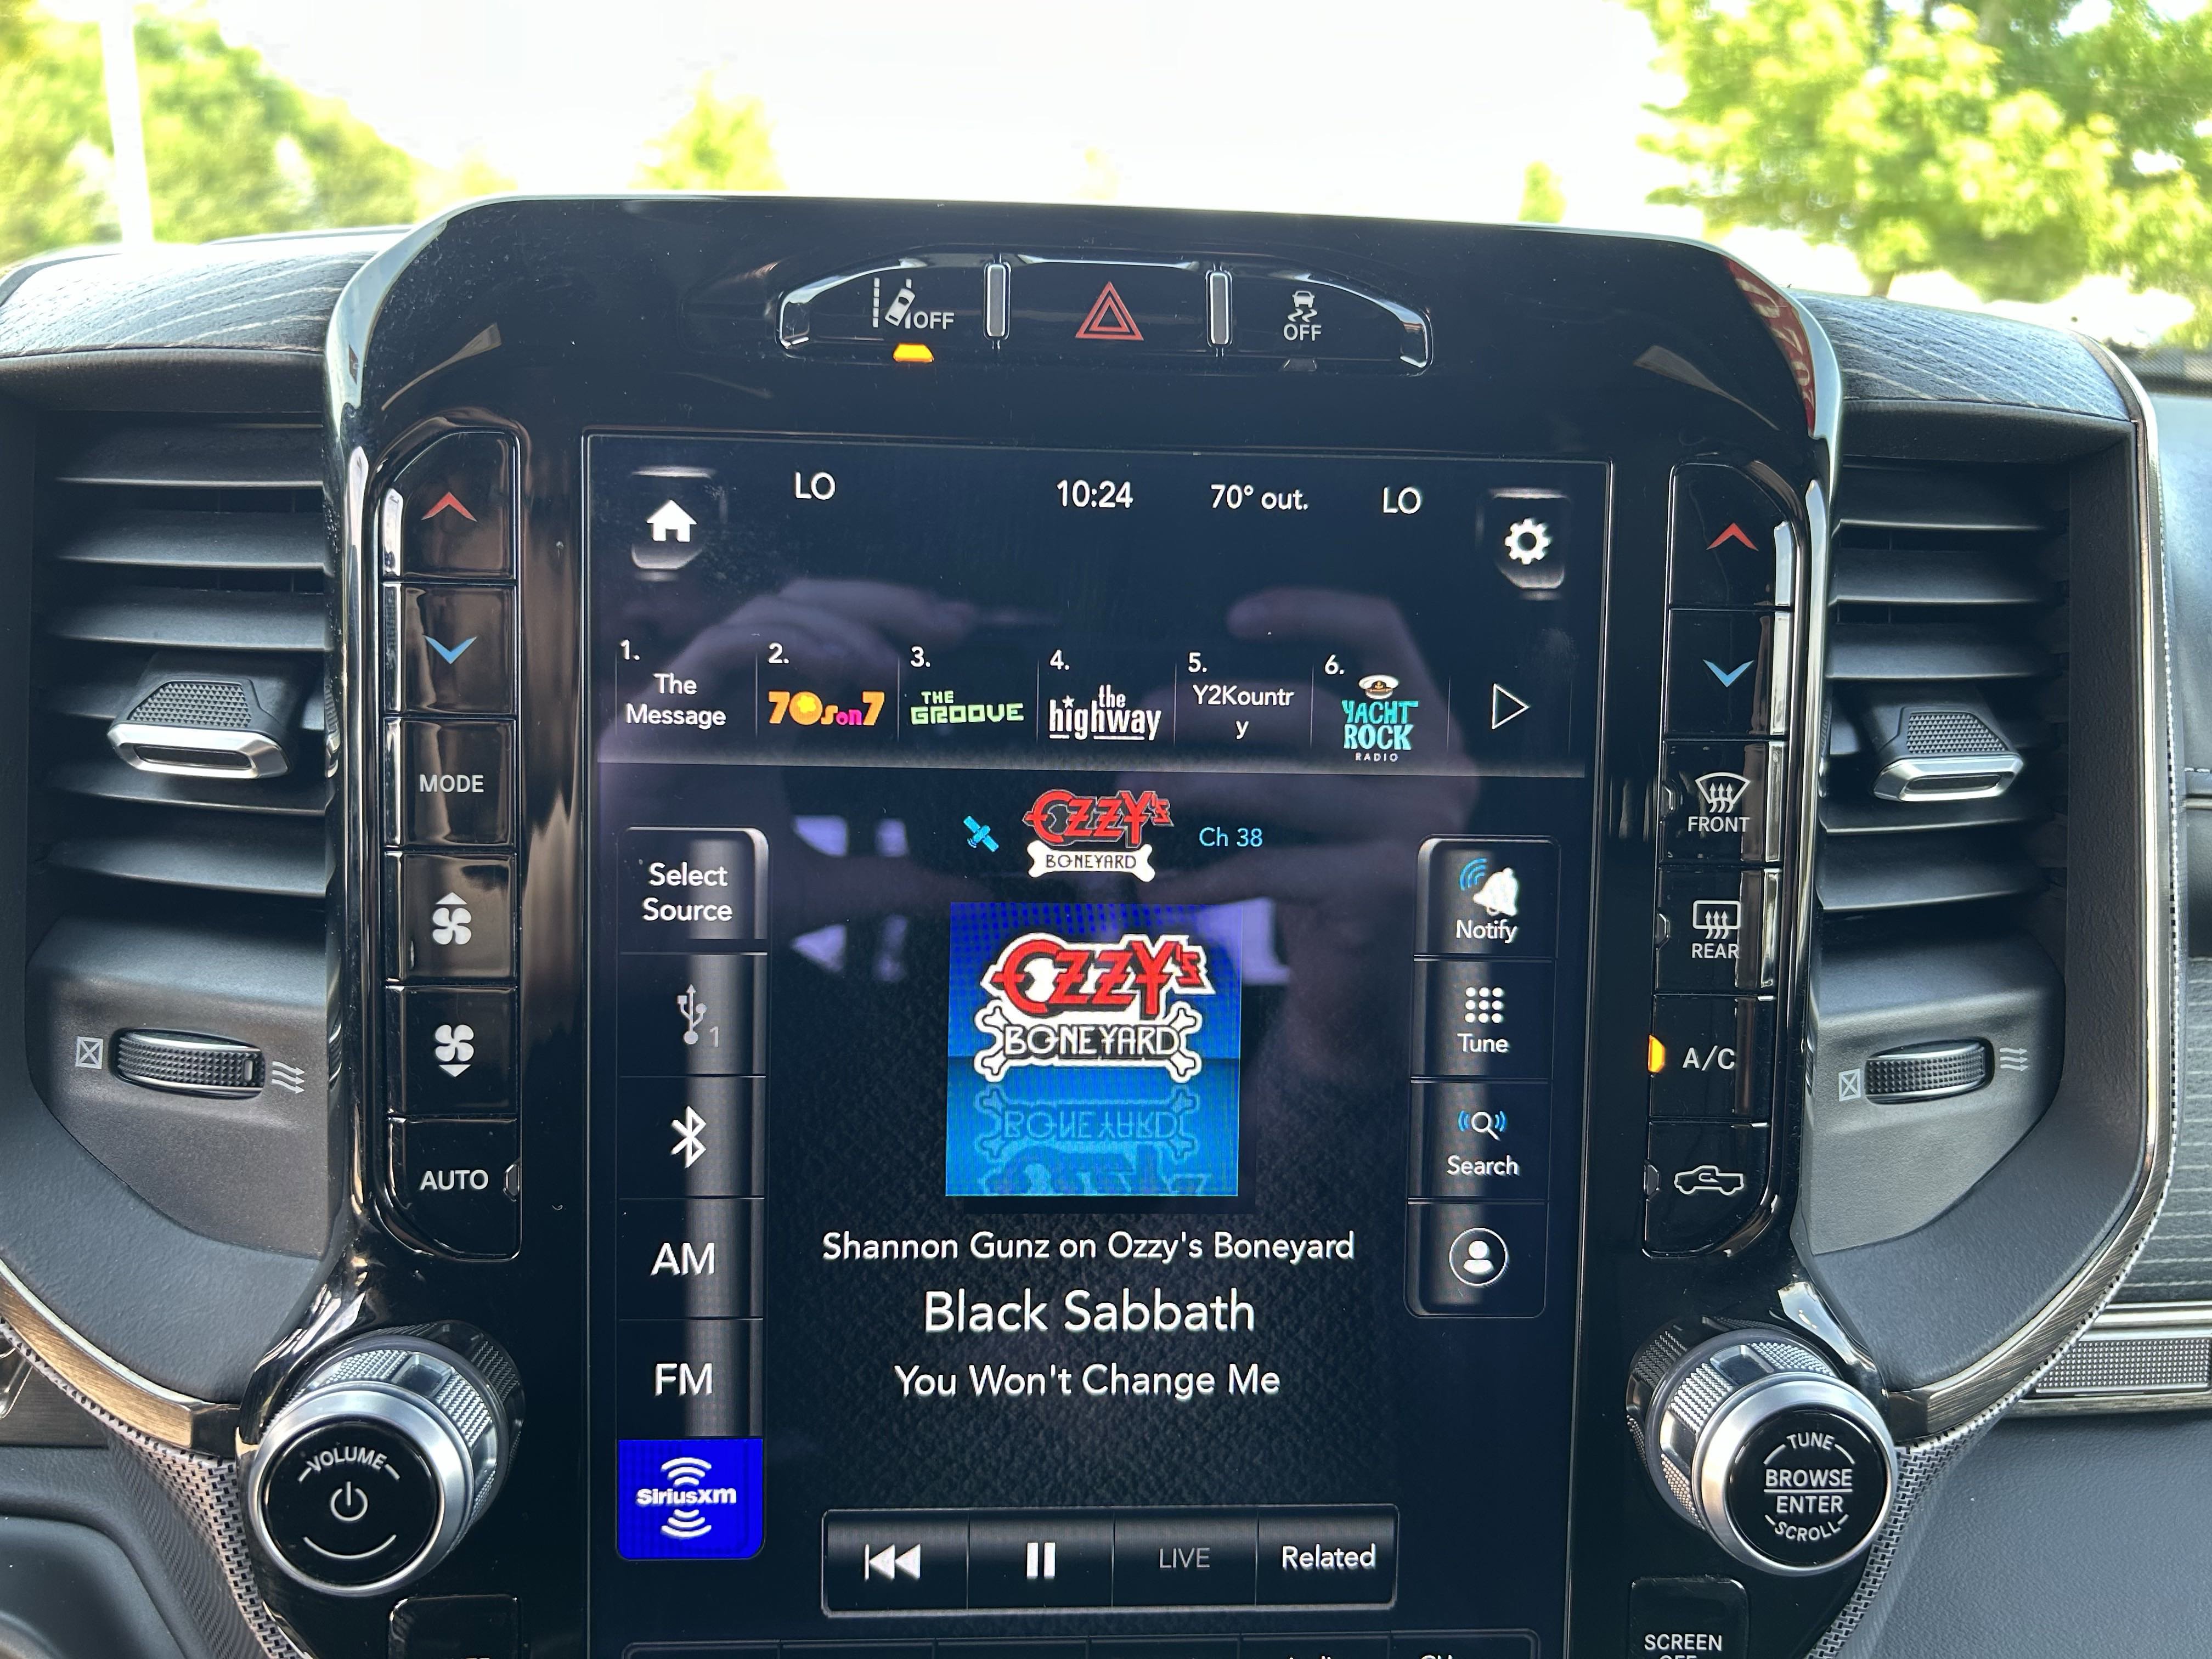 OFF
OFF
LO
10:24
70° out.
LO
1.
The
Message
2.
70s on 7
3.
THE
GROOVE
4.
the
highway
5.
Y2Kountr
y
6.
YACHT
ROCK
RADIO
OZZY'S
BONEYARD
Ch 38
Select
Source
1
AM
FM
SiriusXM
OZZY'S
BONEYARD
Shannon Gunz on Ozzy's Boneyard
Black Sabbath
You Won't Change Me
LIVE
Related
Notify
Tune
Search
MODE
AUTO
FRONT
REAR
A/C
VOLUME
TUNE
BROWSE
ENTER
SCROLL
SCREEN